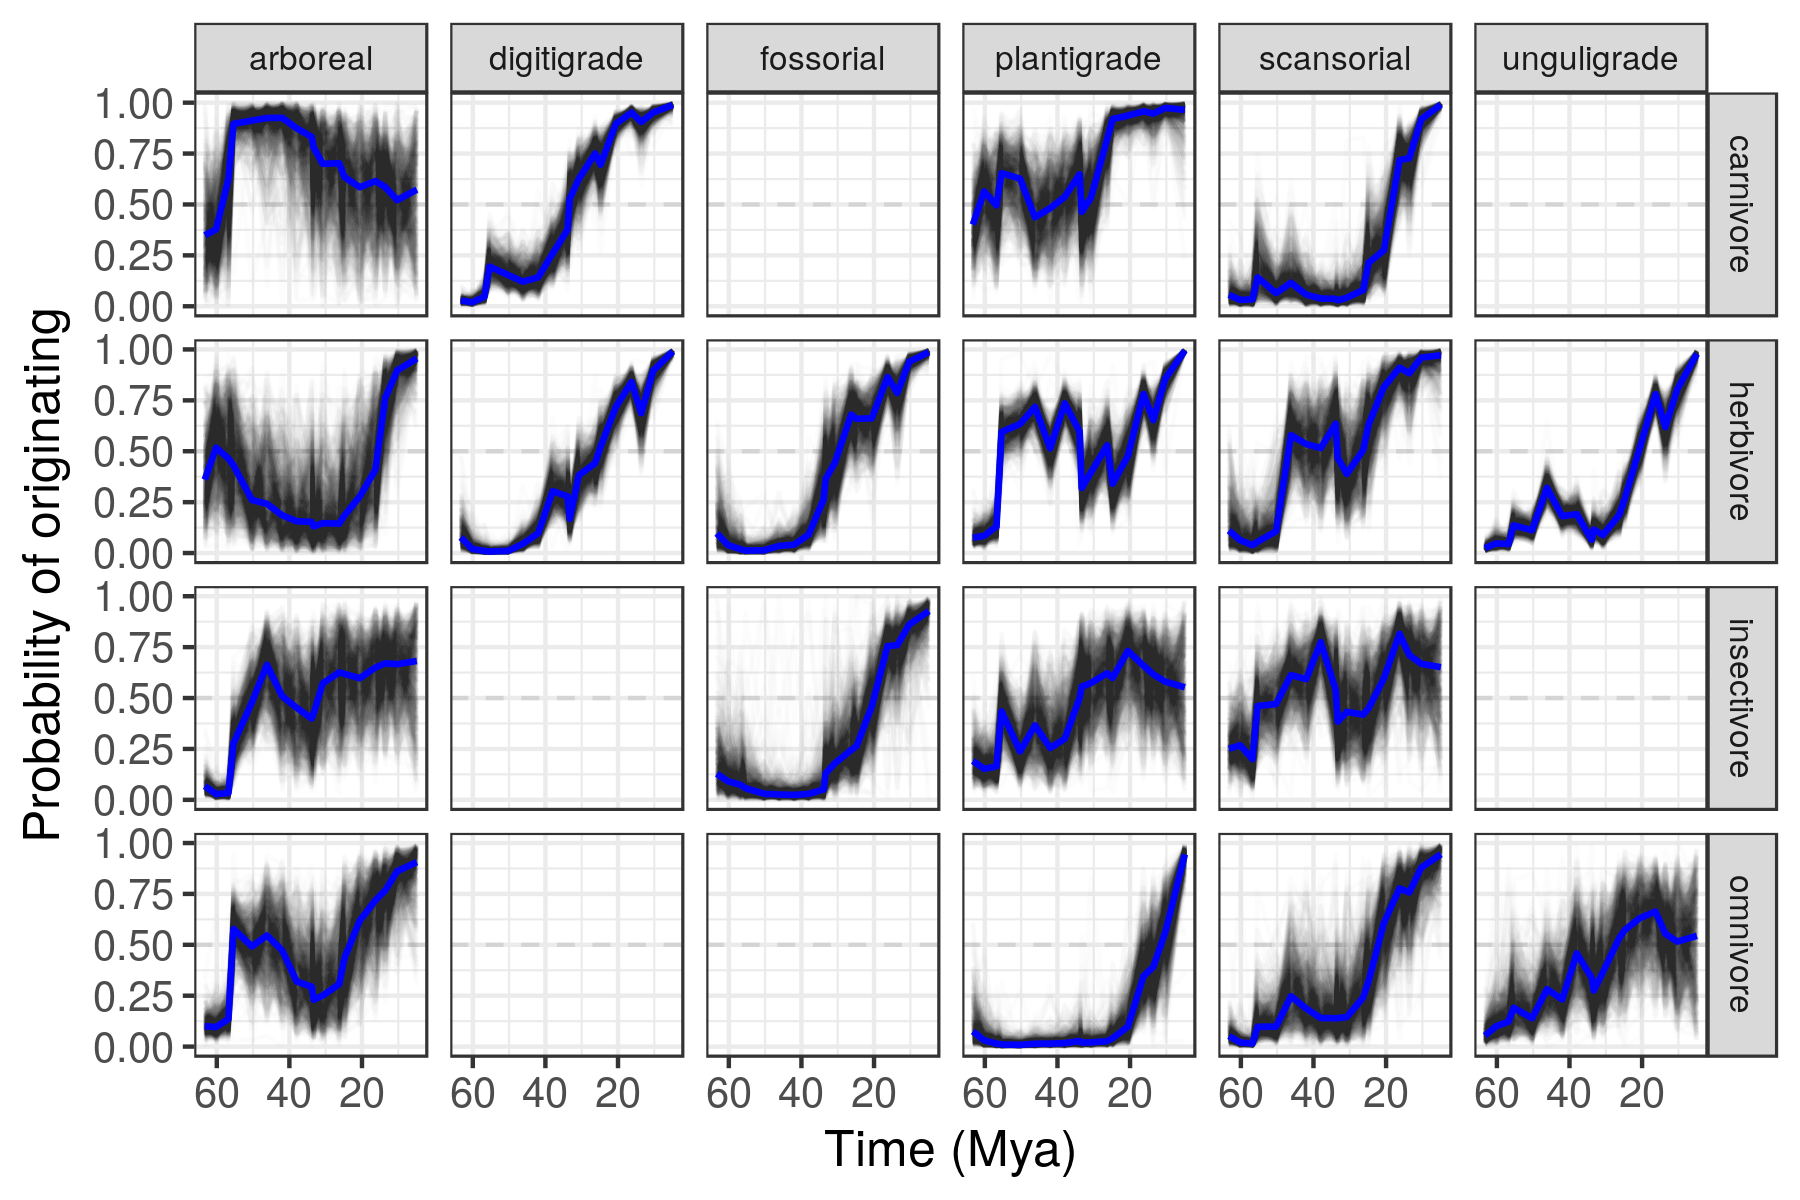 arboreal digitigrade fossorial plantigrade scansorial unguligrade
Probability of originating
1.00
0.75
0.50
0.25
0.00
carnivore
1.00
0.75
0.50
0.25
0.00
herbivore
1.00
0.75
0.50
0.25
0.00
insectivore
1.00
0.75
0.50
0.25
0.00
omnivore
60 40 20 60 40 20 60 40 20 60 40 20 60 40 20 60 40 20
Time (Mya)